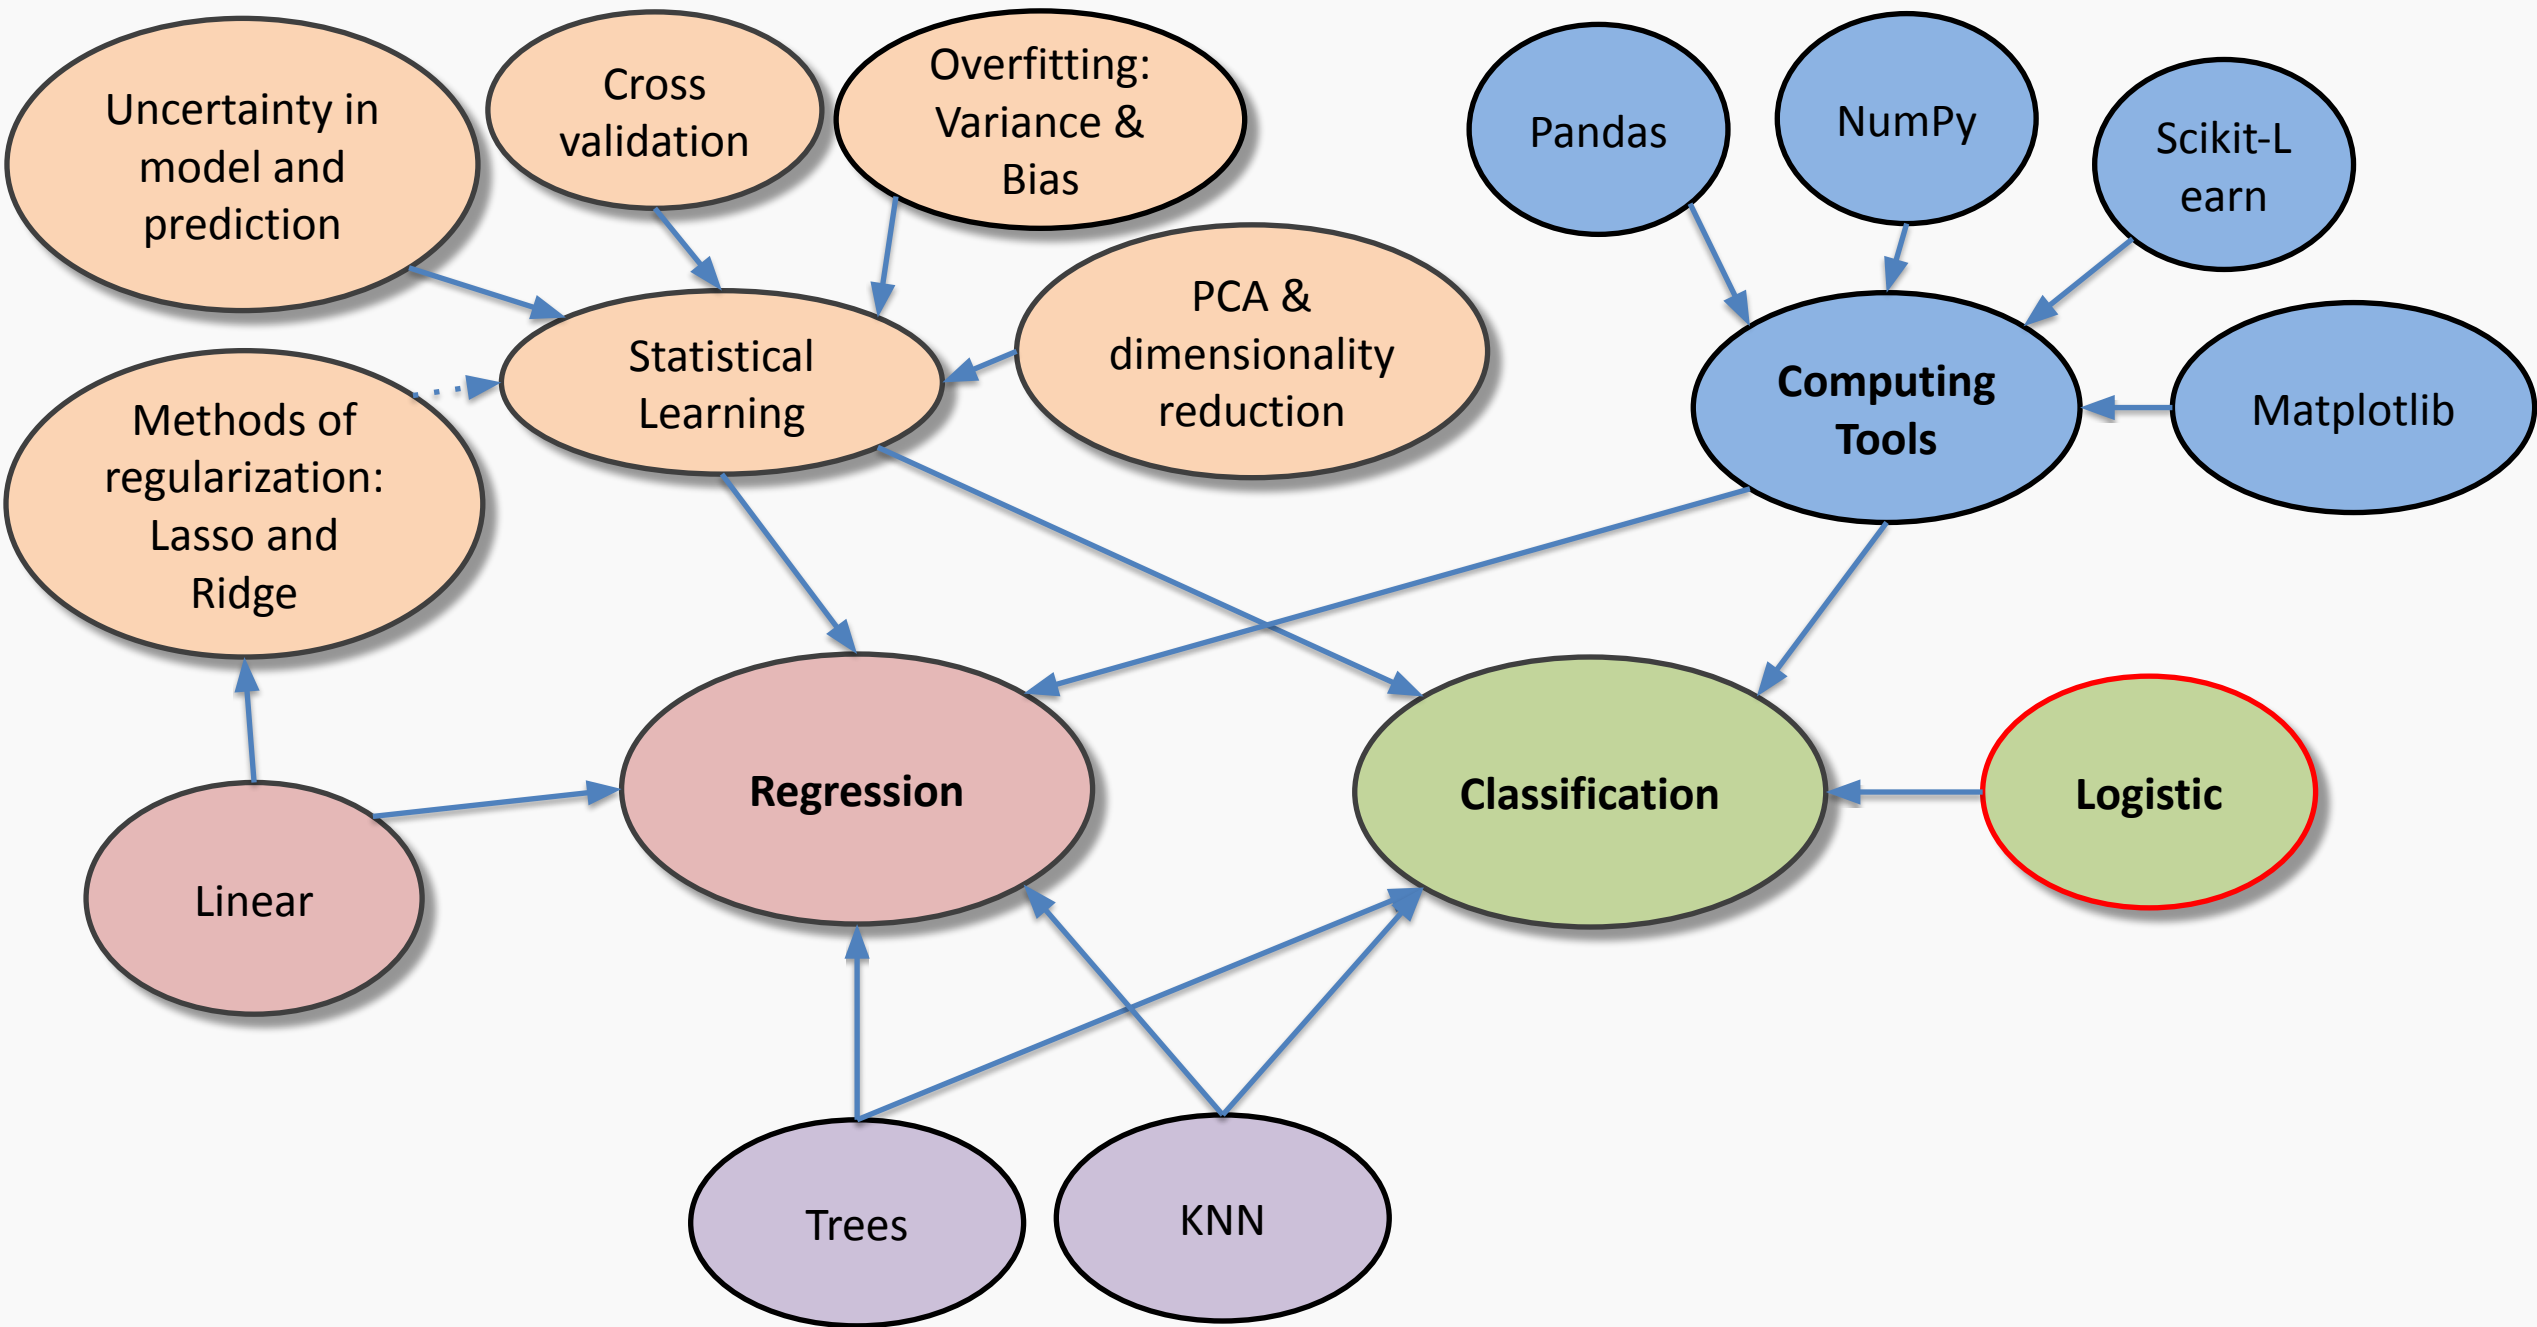 Uncertainty in
model and
prediction
Cross
validation
Overfitting:
Variance &
Bias
Pandas
NumPy
Scikit-L
earn
PCA &
dimensionality
reduction
Statistical
Learning
Computing
Tools
Matplotlib
Methods of
regularization:
Lasso and
Ridge
Regression
Classification
Logistic
Linear
Trees
KNN